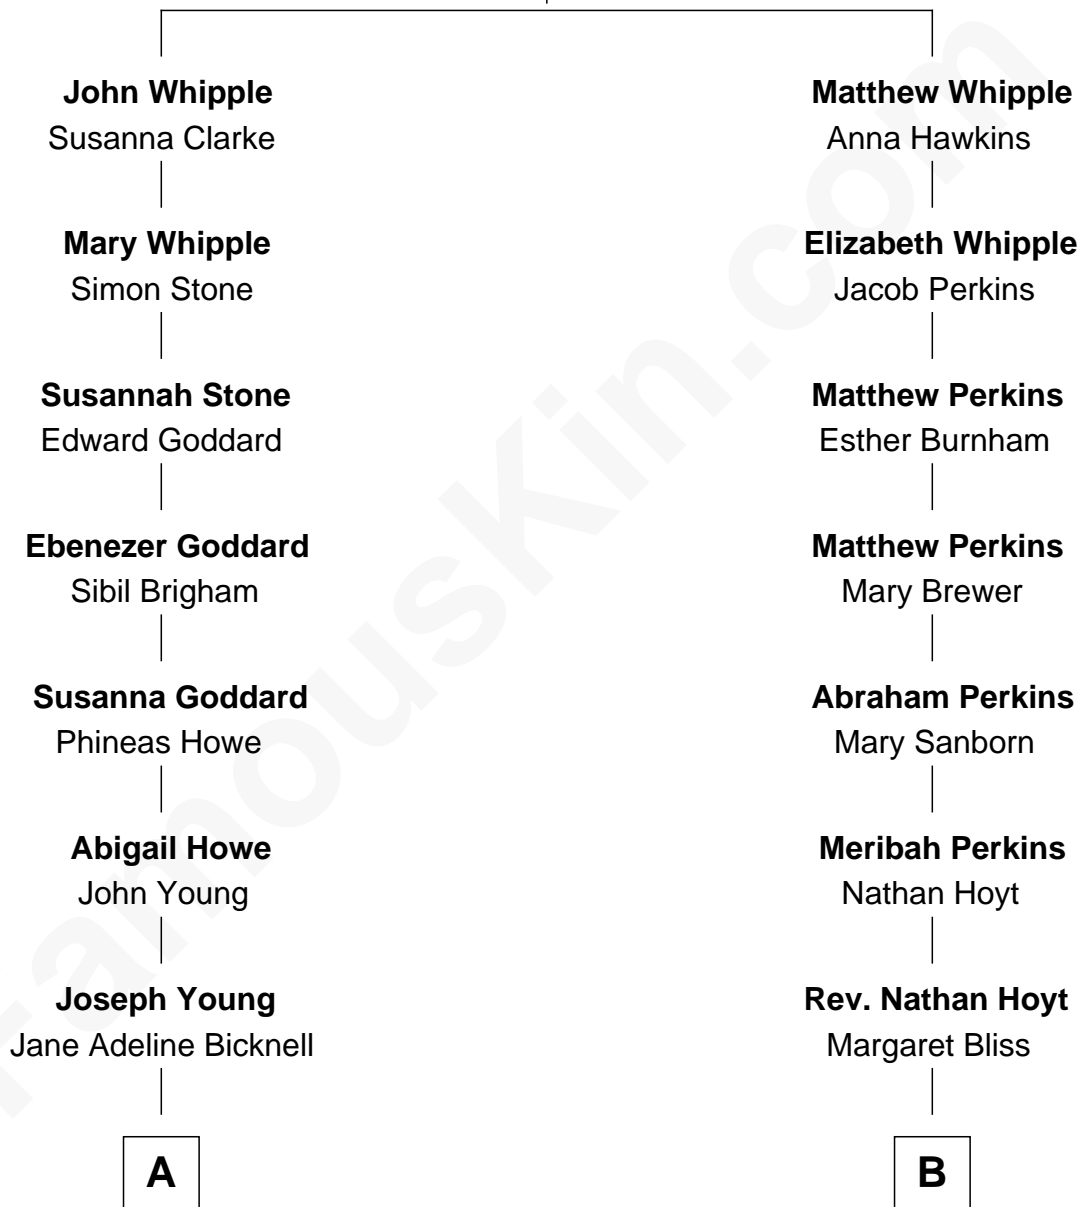 John Whipple
Susanna Clarke
Mary Whipple
Simon Stone
Susannah Stone
Edward Goddard
Ebenezer Goddard
Sibil Brigham
Susanna Goddard
Phineas Howe
Abigail Howe
John Young
Joseph Young
Jane Adeline Bicknell
A
Matthew Whipple
Anna Hawkins
Elizabeth Whipple
Jacob Perkins
Matthew Perkins
Esther Burnham
Matthew Perkins
Mary Brewer
Abraham Perkins
Mary Sanborn
Meribah Perkins
Nathan Hoyt
Rev. Nathan Hoyt
Margaret Bliss
B
FamousKin.com